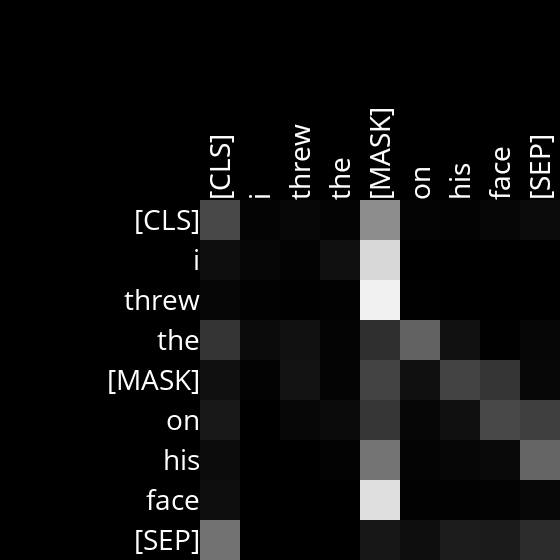 [CLS] i threw the [MASK] on his face [SEP]
[CLS]
i
threw
the
[MASK]
on
his
face
[SEP]